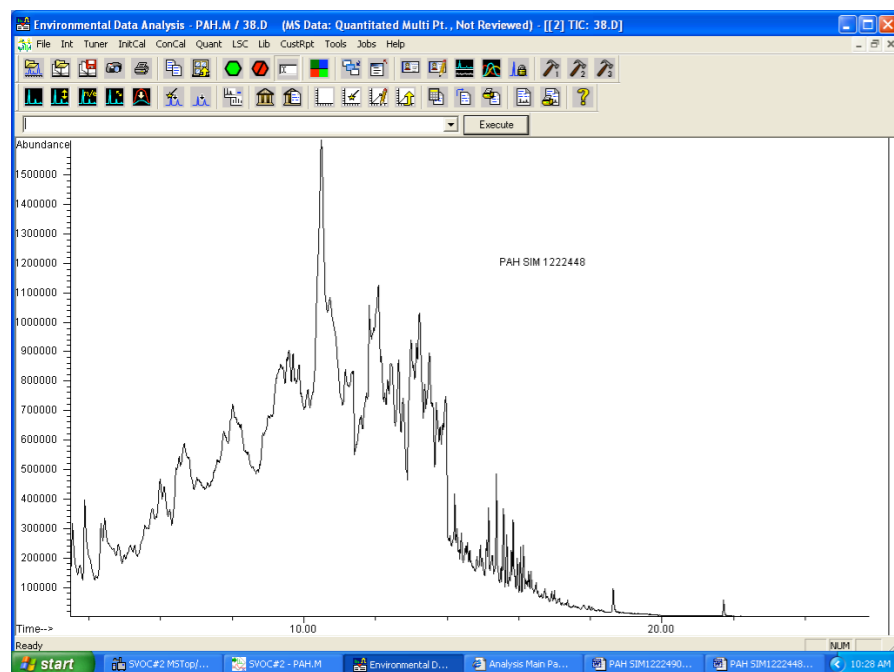 Environmental Data Analysis - PAH.M / 38.D (MS Data: Quantitated Multi Pt. , Not Reviewed) - [[2] TIC: 38.D]
File Int Tuner InitCal ConCal Quant LSC Lib CustRpt Tools Jobs Help
Execute
Abundance
PAH SIM 1222448
1500000
1400000
1300000
1200000
1100000
1000000
900000
800000
700000
600000
500000
400000
300000
200000
100000
Time-->
10.00 20.00
Ready NUM
start SVOC#2 MSTop/... SVOC#2 - PAH.M Environmental D... Analysis Main Pa... PAH SIM1222490... PAH SIM1222448... 10:28 AM